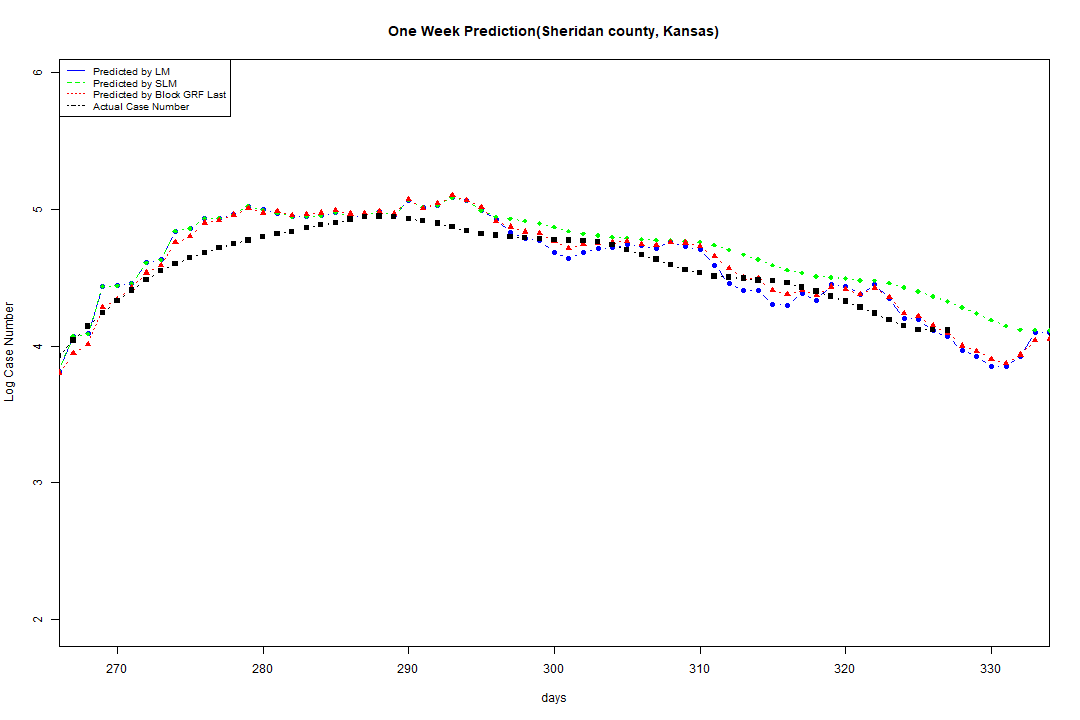 One Week Prediction(Sheridan county, Kansas)
Predicted by LM
Predicted by SLM
Predicted by Block GRF Last
Actual Case Number
6
5
4
3
2
Log Case Number
270 280 290 300 310 320 330
days